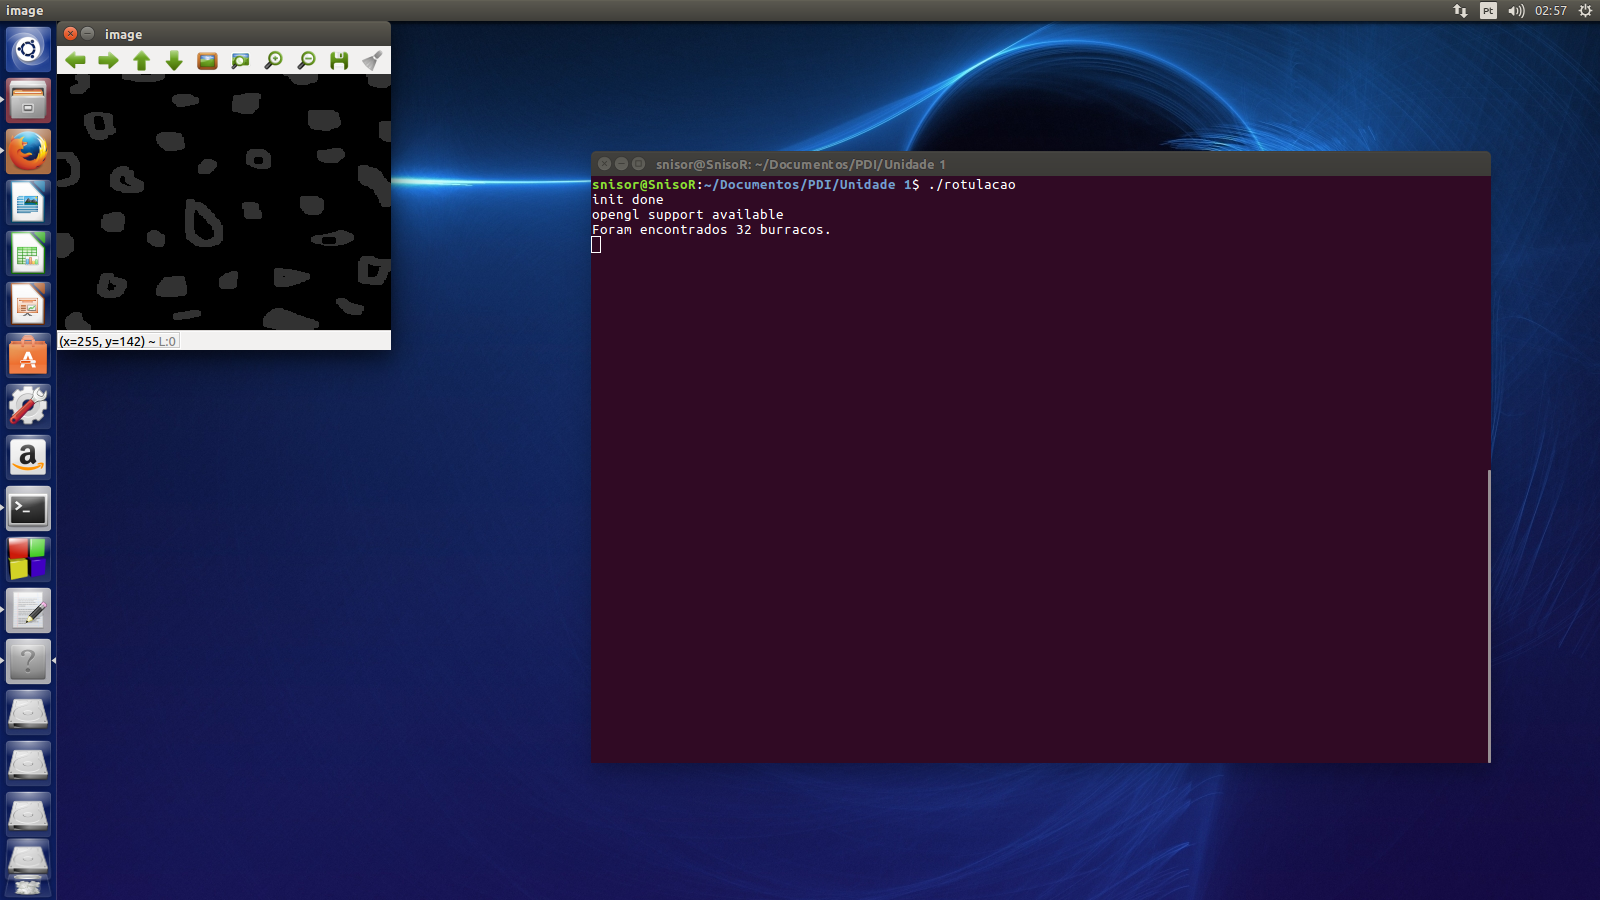 image
Pt
02:57
image
(x=255, y=142) ~ L:0
snisor@SnisoR: ~/Documentos/PDI/Unidade 1
snisor@SnisoR:~/Documentos/PDI/Unidade 1$ ./rotulacao
init done
opengl support available
Foram encontrados 32 burracos.